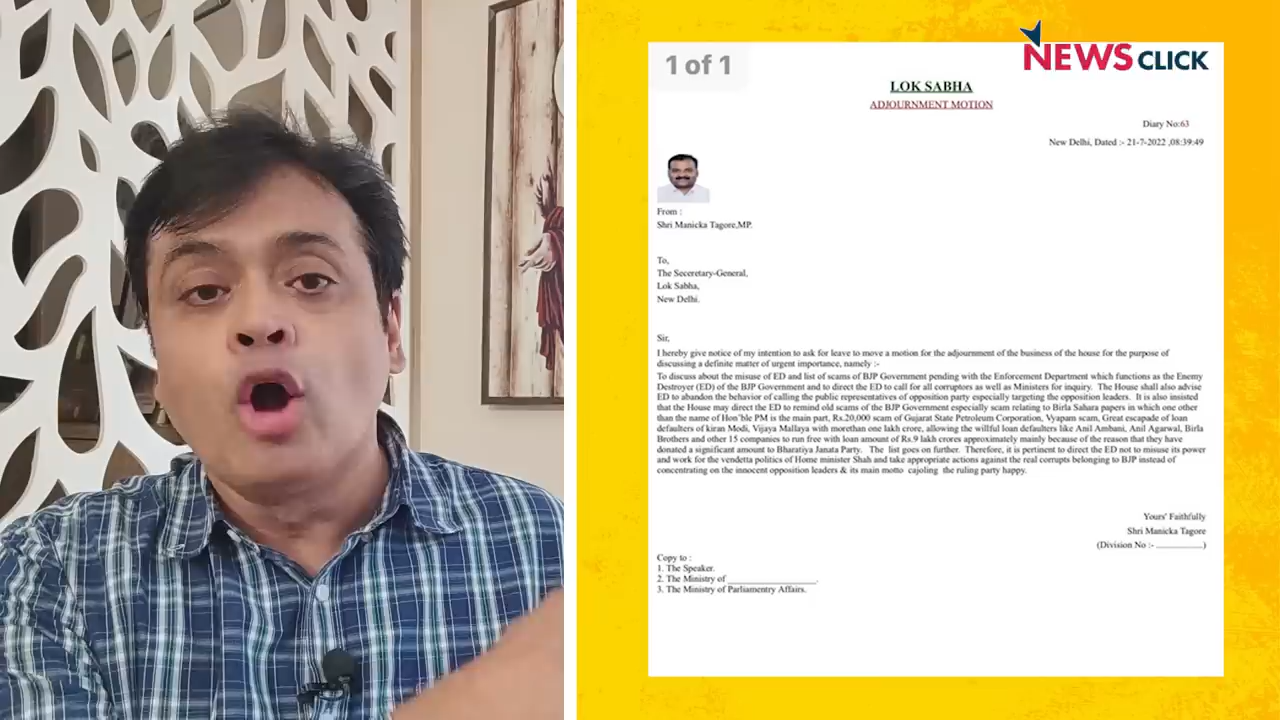 1 of 1
NEWS CLICK
LOK SABHA
ADJOURNMENT MOTION
Diary No:63
New Delhi, Dated :- 21-7-2022 ,08:39:49
From :
Shri Manicka Tagore,MP.
To,
The Seceretary-General,
Lok Sabha,
New Delhi.
Sir,
I hereby give notice of my intention to ask for leave to move a motion for the adjournment of the business of the house for the purpose of
discussing a definite matter of urgent importance, namely :-
To discuss about the misuse of ED and list of scams of BJP Government pending with the Enforcement Department which functions as the Enemy
Destroyer (ED) of the BJP Government and to direct the ED to call for all corruptors as well as Ministers for inquiry. The House shall also advise
ED to abandon the behavior of calling the public representatives of opposition party especially targeting the opposition leaders. It is also insisted
that the House may direct the ED to remind old scams of the BJP Government especially scam relating to Birla Sahara papers in which one other
than the name of Hon'ble PM is the main part, Rs.20,000 scam of Gujarat State Petroleum Corporation, Vyapam scam, Great escapade of loan
defaulters of kiran Modi, Vijaya Mallaya with morethan one lakh crore, allowing the willful loan defaulters like Anil Ambani, Anil Agarwal, Birla
Brothers and other 15 companies to run free with loan amount of Rs.9 lakh crores approximately mainly because of the reason that they have
donated a significant amount to Bharatiya Janata Party. The list goes on further. Therefore, it is pertinent to direct the ED not to misuse its power
and work for the vendetta politics of Home minister Shah and take appropriate actions against the real corrupts belonging to BJP instead of
concentrating on the innocent opposition leaders & its main motto cajoling the ruling party happy.
Yours' Faithfully
Shri Manicka Tagore
(Division No :- ..................)
Copy to :
1. The Speaker.
2. The Ministry of ____________________.
3. The Ministry of Parliamentry Affairs.